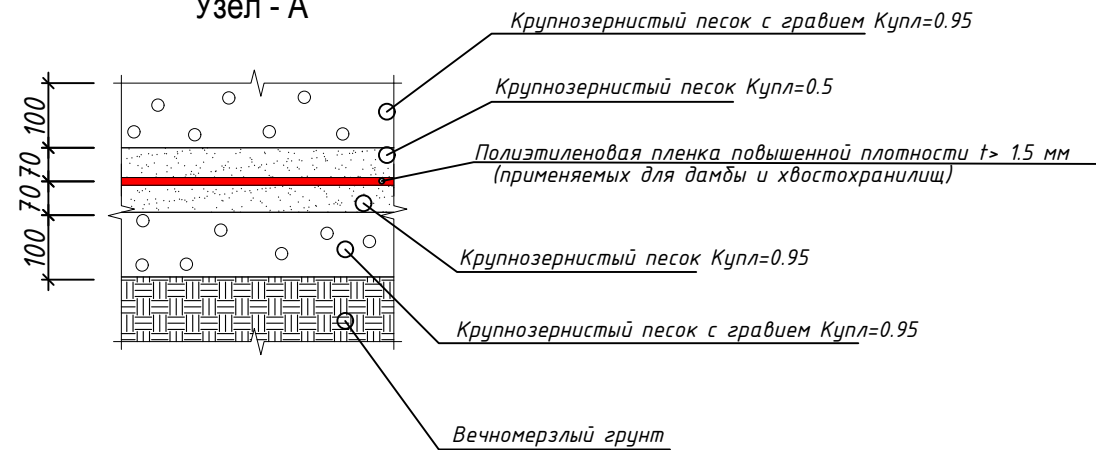 Узел - А
Крупнозернистый песок с гравием Купл=0.95
Крупнозернистый песок Купл=0.5
Полиэтиленовая пленка повышенной плотности t> 1.5 мм
(применяемых для дамбы и хвостохранилищ)
Крупнозернистый песок Купл=0.95
Крупнозернистый песок с гравием Купл=0.95
Вечномерзлый грунт
100
70
70
100